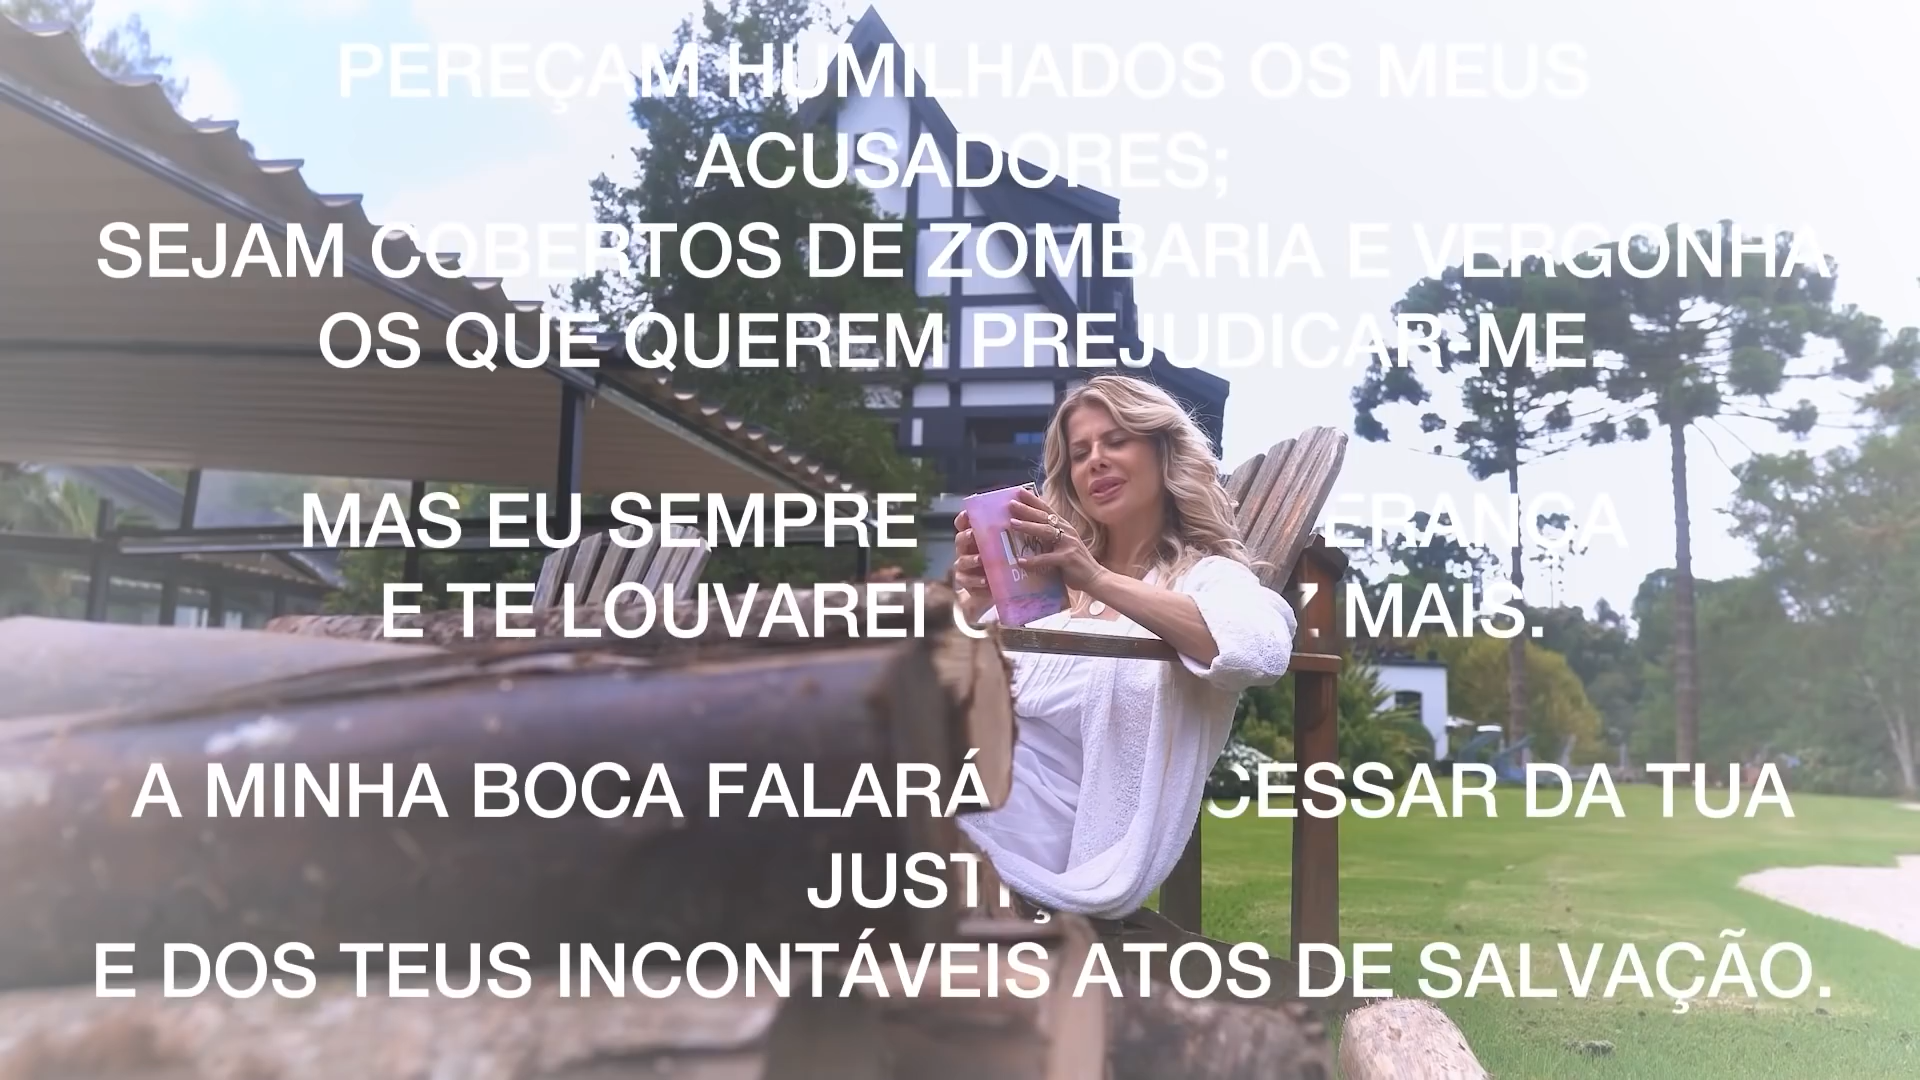 PEREÇAM HUMILHADOS OS MEUS
ACUSADORES;
SEJAM COBERTOS DE ZOMBARIA E VERGONHA
OS QUE QUEREM PREJUDICAR-ME.
MAS EU SEMPRE
E TE LOUVAREI MAIS.
A MINHA BOCA FALARÁ CESSAR DA TUA
E DOS TEUS INCONTÁVEIS ATOS DE SALVAÇÃO.